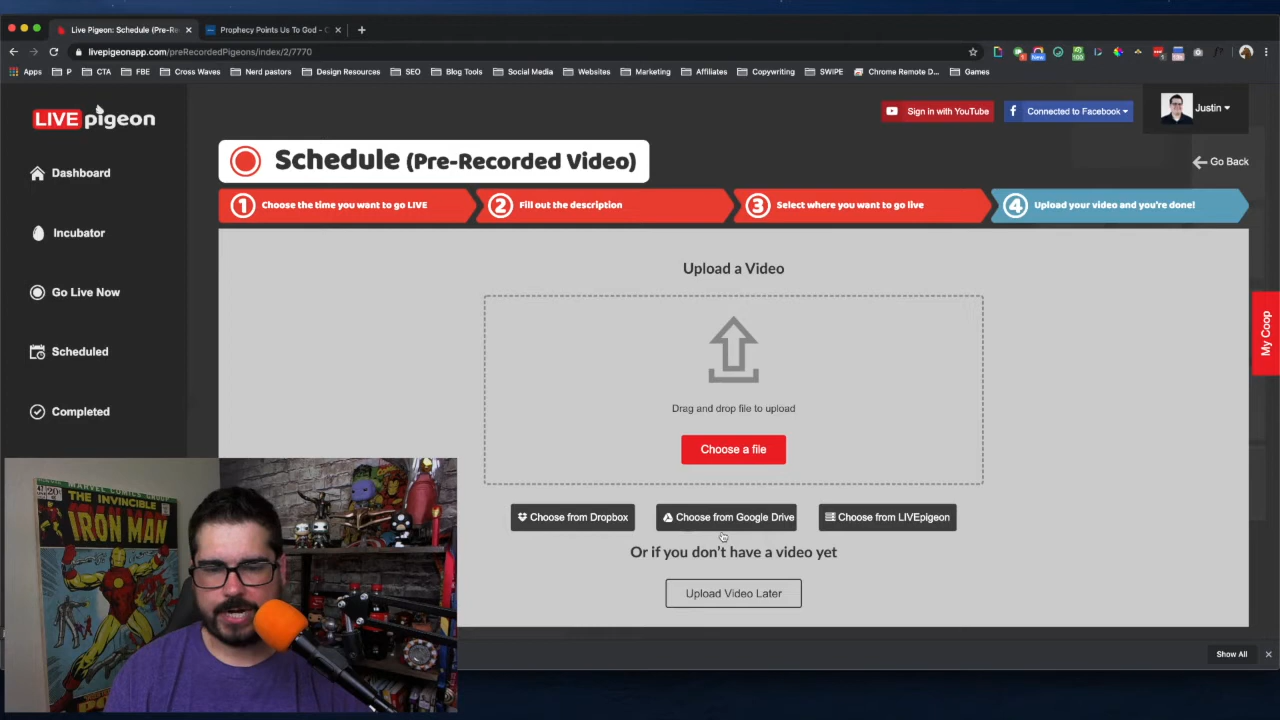 Live Pigeon: Schedule (Pre-Re
Prophecy Points Us To God - C
livepigeonapp.com/preRecordedPigeons/index/2/7770
Apps P CTA FBE Cross Waves Nerd pastors Design Resources SEO Blog Tools Social Media Websites Marketing Affiliates Copywriting SWIPE Chrome Remote D... Games
LIVE pigeon
Sign in with YouTube
Connected to Facebook
Justin
Dashboard
Schedule (Pre-Recorded Video)
Go Back
1 Choose the time you want to go LIVE
2 Fill out the description
3 Select where you want to go live
4 Upload your video and you're done!
Incubator
Go Live Now
Scheduled
Completed
Upload a Video
Drag and drop file to upload
Choose a file
Choose from Dropbox
Choose from Google Drive
Choose from LIVEpigeon
Or if you don't have a video yet
Upload Video Later
My Coop
Show All
MARVEL COMICS GROUP
THE INVINCIBLE
IRON MAN